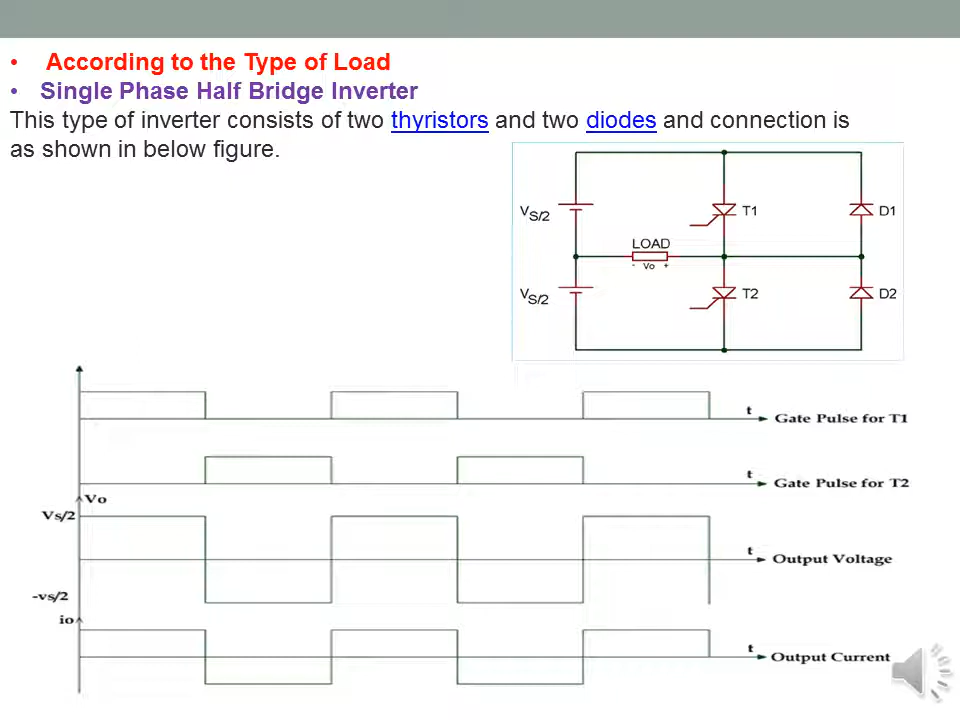 • According to the Type of Load
• Single Phase Half Bridge Inverter
This type of inverter consists of two thyristors and two diodes and connection is
as shown in below figure.
VS/2
T1
D1
LOAD
- Vo +
VS/2
T2
D2
t
Gate Pulse for T1
t
Gate Pulse for T2
Vo
Vs/2
t
Output Voltage
-vs/2
io
t
Output Current